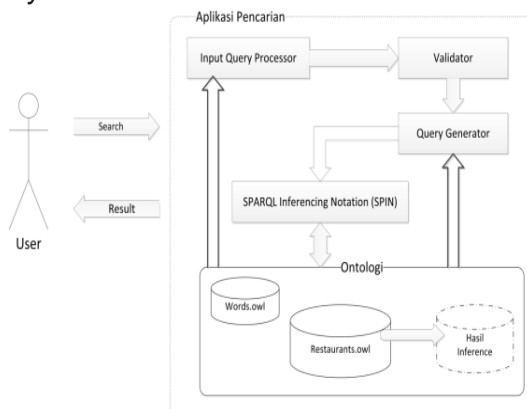 Aplikasi Pencarian
Input Query Processor
Validator
Search
Query Generator
SPARQL Inferencing Notation (SPIN)
Result
User
Ontologi
Words.owl
Restaurants.owl
Hasil
Inference